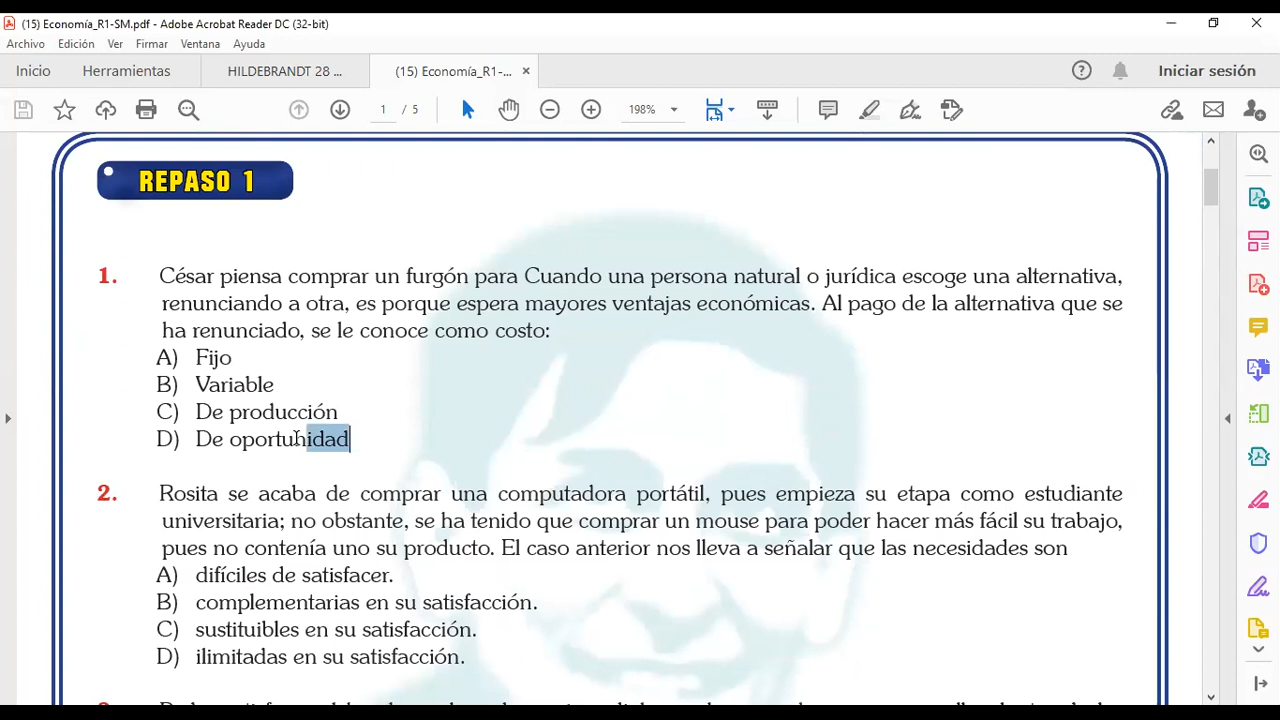 (15) Economía_R1-SM.pdf - Adobe Acrobat Reader DC (32-bit)
Archivo Edición Ver Firmar Ventana Ayuda
Inicio Herramientas HILDEBRANDT 28 ... (15) Economía_R1-... × Iniciar sesión
1 / 5 198%
REPASO 1
1. César piensa comprar un furgón para Cuando una persona natural o jurídica escoge una alternativa,
renunciando a otra, es porque espera mayores ventajas económicas. Al pago de la alternativa que se
ha renunciado, se le conoce como costo:
A) Fijo
B) Variable
C) De producción
D) De oportunidad
2. Rosita se acaba de comprar una computadora portátil, pues empieza su etapa como estudiante
universitaria; no obstante, se ha tenido que comprar un mouse para poder hacer más fácil su trabajo,
pues no contenía uno su producto. El caso anterior nos lleva a señalar que las necesidades son
A) difíciles de satisfacer.
B) complementarias en su satisfacción.
C) sustituibles en su satisfacción.
D) ilimitadas en su satisfacción.